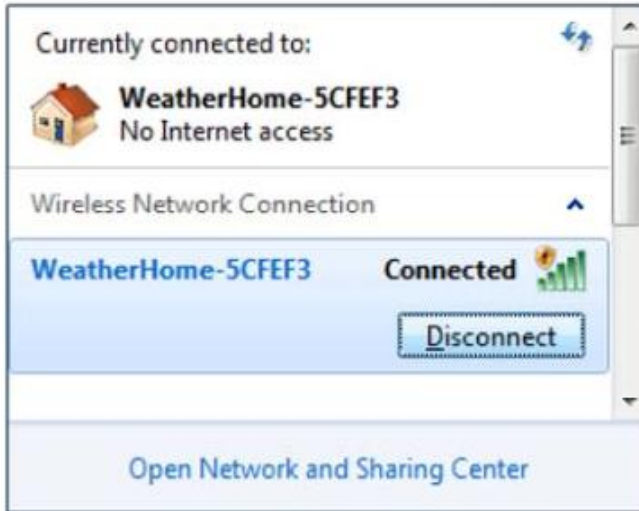 Currently connected to:
WeatherHome-5CFEF3
No Internet access
Wireless Network Connection
WeatherHome-5CFEF3 Connected
Disconnect
Open Network and Sharing Center